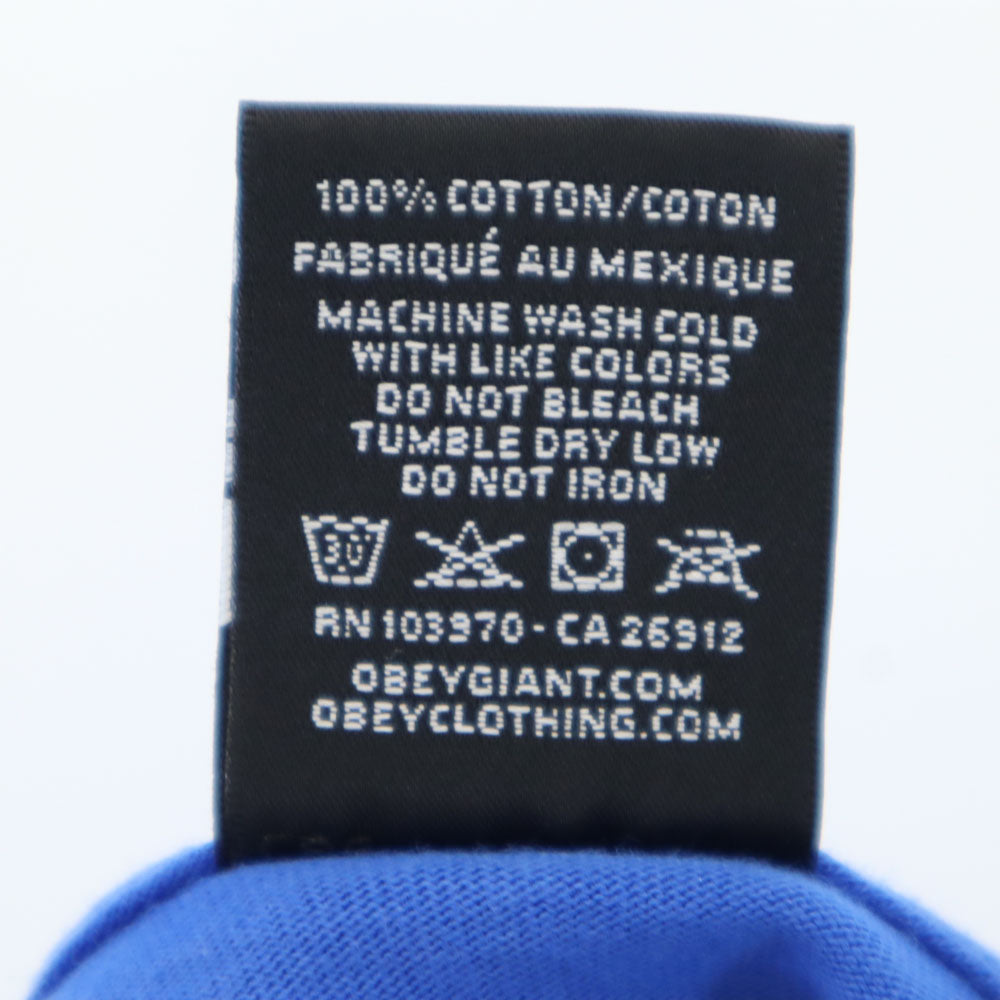 100% COTTON/COTON
FABRIQUÉ AU MEXIQUE
MACHINE WASH COLD
WITH LIKE COLORS
DO NOT BLEACH
TUMBLE DRY LOW
DO NOT IRON
30
RN 103970 - CA 26912
OBEYGIANT.COM
OBEYCLOTHING.COM